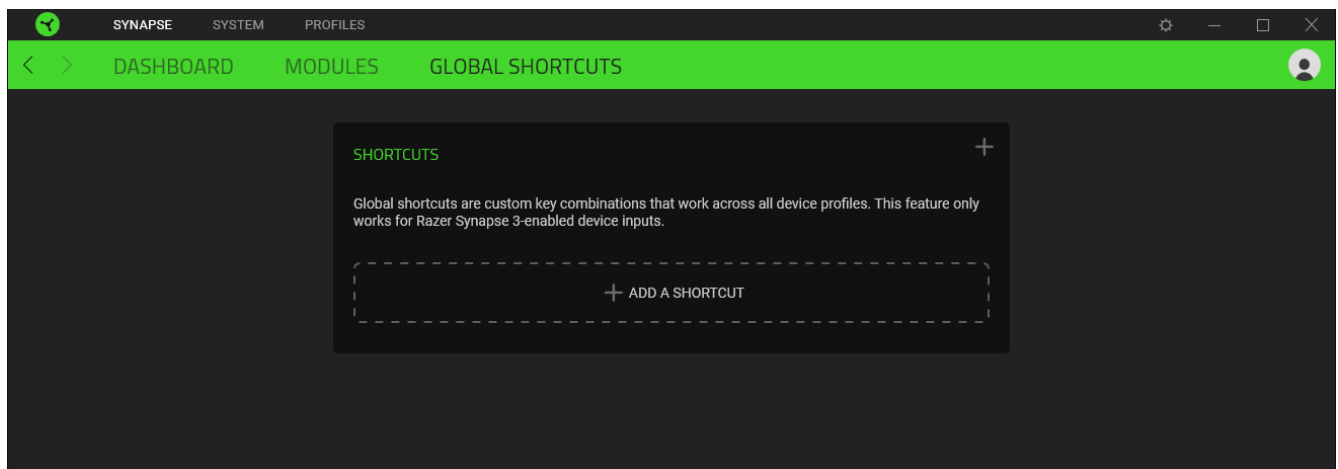 SYNAPSE SYSTEM PROFILES
DASHBOARD MODULES GLOBAL SHORTCUTS
SHORTCUTS
Global shortcuts are custom key combinations that work across all device profiles. This feature only
works for Razer Synapse 3-enabled device inputs.
ADD A SHORTCUT